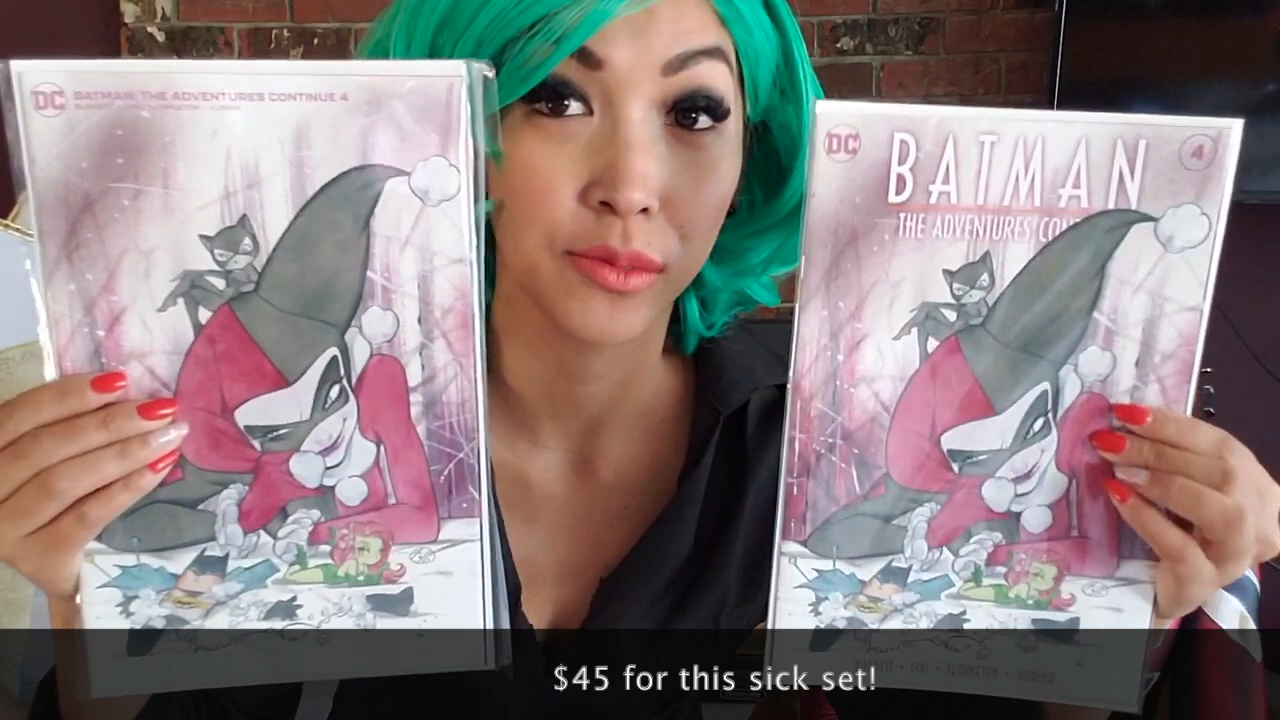 DC
BATMAN: THE ADVENTURES CONTINUE 4
DC
BATMAN
4
THE ADVENTURES CON
$45 for this sick set!